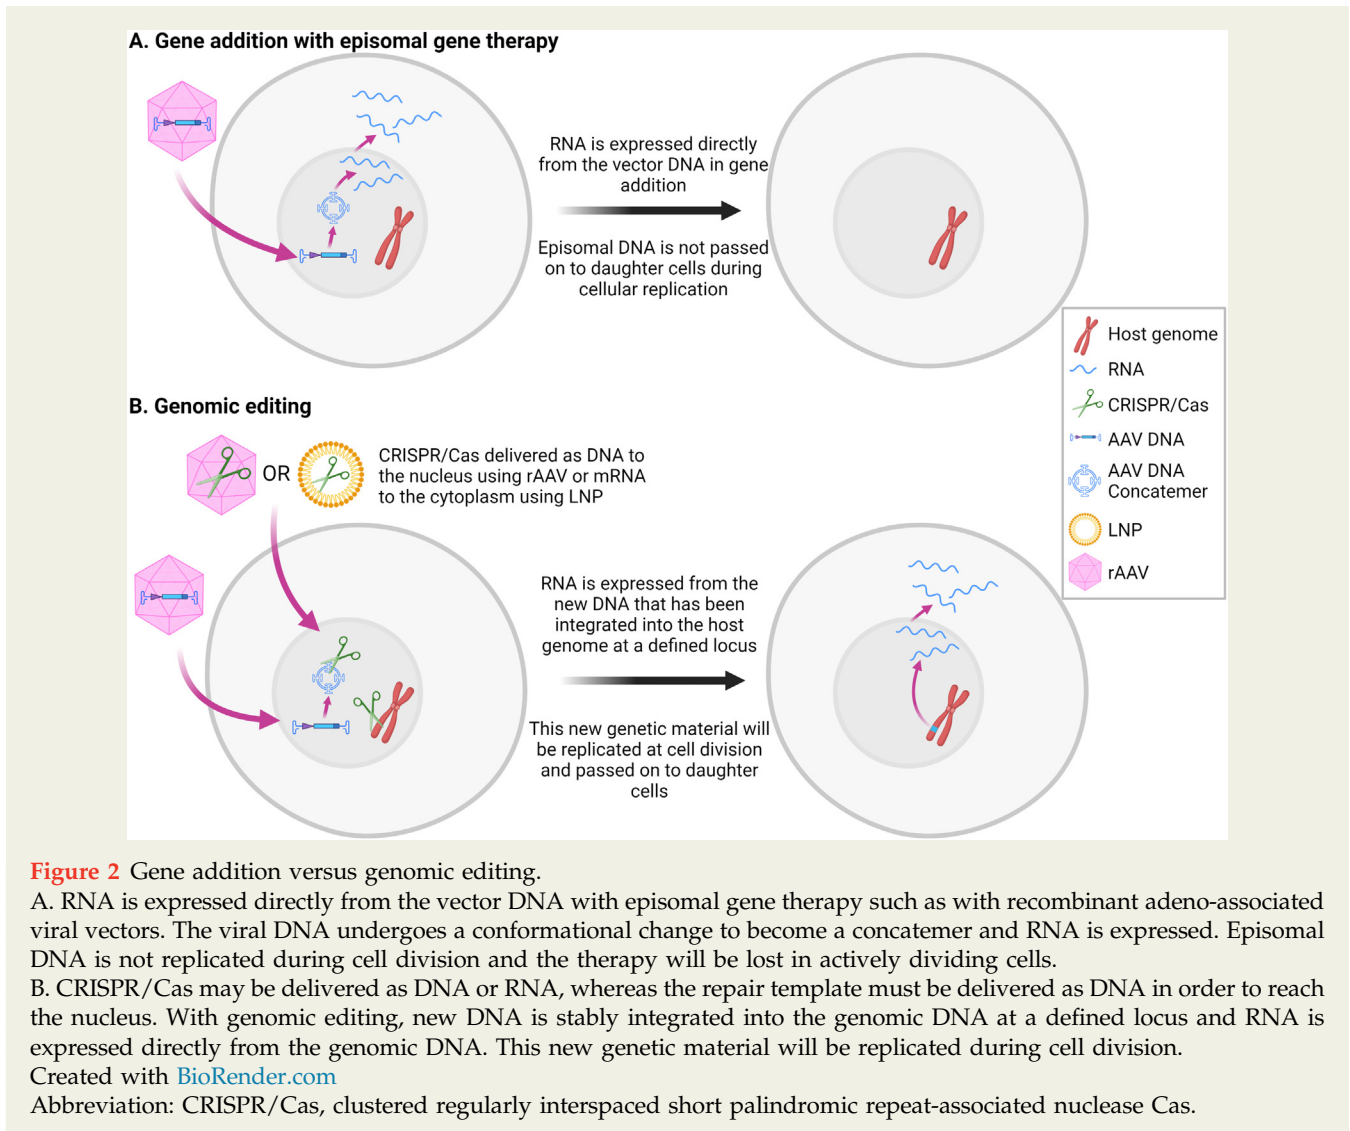 A. Gene addition with episomal gene therapy
RNA is expressed directly
from the vector DNA in gene
addition
Episomal DNA is not passed
on to daughter cells during
cellular replication
Host genome
RNA
CRISPR/Cas
AAV DNA
AAV DNA
Concatemer
LNP
rAAV
B. Genomic editing
OR
CRISPR/Cas delivered as DNA to
the nucleus using rAAV or mRNA
to the cytoplasm using LNP
RNA is expressed from the
new DNA that has been
integrated into the host
genome at a defined locus
This new genetic material will
be replicated at cell division
and passed on to daughter
cells
Figure 2 Gene addition versus genomic editing.
A. RNA is expressed directly from the vector DNA with episomal gene therapy such as with recombinant adeno-associated
viral vectors. The viral DNA undergoes a conformational change to become a concatemer and RNA is expressed. Episomal
DNA is not replicated during cell division and the therapy will be lost in actively dividing cells.
B. CRISPR/Cas may be delivered as DNA or RNA, whereas the repair template must be delivered as DNA in order to reach
the nucleus. With genomic editing, new DNA is stably integrated into the genomic DNA at a defined locus and RNA is
expressed directly from the genomic DNA. This new genetic material will be replicated during cell division.
Created with BioRender.com
Abbreviation: CRISPR/Cas, clustered regularly interspaced short palindromic repeat-associated nuclease Cas.